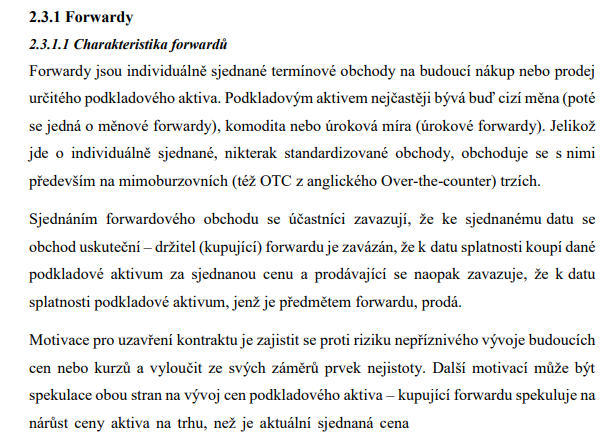 2.3.1 Forwardy
2.3.1.1 Charakteristika forwardů
Forwardy jsou individuálně sjednané termínové obchody na budoucí nákup nebo prodej
určitého podkladového aktiva. Podkladovým aktivem nejčastěji bývá buď cizí měna (poté
se jedná o měnové forwardy), komodita nebo úroková míra (úrokové forwardy). Jelikož
jde o individuálně sjednané, nikterak standardizované obchody, obchoduje se s nimi
především na mimoburzovních (též OTC z anglického Over-the-counter) trzích.
Sjednáním forwardového obchodu se účastníci zavazují, že ke sjednanému datu se
obchod uskuteční – držitel (kupující) forwardu je zavázán, že k datu splatnosti koupí dané
podkladové aktivum za sjednanou cenu a prodávající se naopak zavazuje, že k datu
splatnosti podkladové aktivum, jenž je předmětem forwardu, prodá.
Motivace pro uzavření kontraktu je zajistit se proti riziku nepříznivého vývoje budoucích
cen nebo kurzů a vyloučit ze svých záměrů prvek nejistoty. Další motivací může být
spekulace obou stran na vývoj cen podkladového aktiva – kupující forwardu spekuluje na
nárůst ceny aktiva na trhu, než je aktuální sjednaná cena